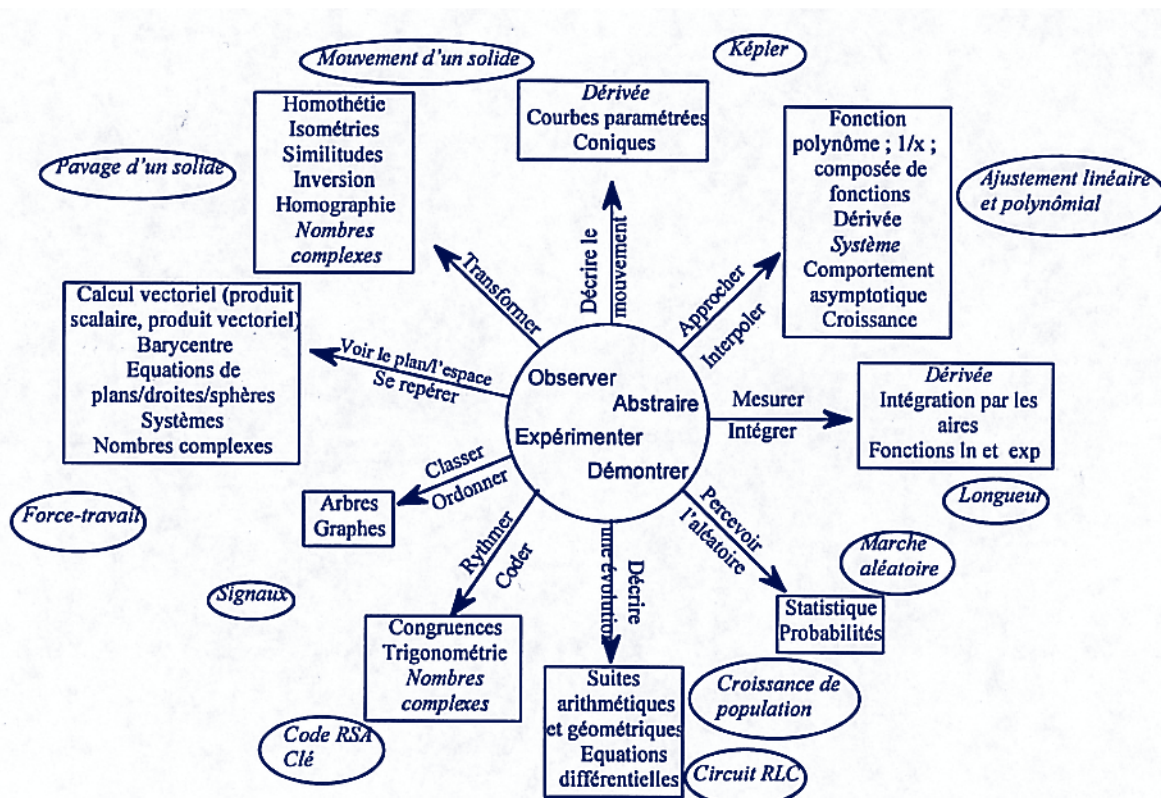 Mouvement d'un solide
Képler
Homothétie
Isométries
Similitudes
Inversion
Homographie
Nombres
complexes
Dérivée
Courbes paramétrées
Coniques
Fonction
polynôme ; 1/x ;
composée de
fonctions
Dérivée
Système
Comportement
asymptotique
Croissance
Pavage d'un solide
Ajustement linéaire
et polynômial
Transformer
Décrire le
mouvement
Approcher
Interpoler
Calcul vectoriel (produit
scalaire, produit vectoriel)
Barycentre
Equations de
plans/droites/sphères
Systèmes
Nombres complexes
Voir le plan/l'espace
Se repérer
Observer
Abstraire
Expérimenter
Démontrer
Mesurer
Intégrer
Dérivée
Intégration par les
aires
Fonctions ln et exp
Longueur
Classer
Ordonner
Arbres
Graphes
Force-travail
Rythmer
Coder
Décrire
une évolution
Percevoir
l'aléatoire
Marche
aléatoire
Statistique
Probabilités
Signaux
Congruences
Trigonométrie
Nombres
complexes
Suites
arithmétiques
et géométriques
Equations
différentielles
Croissance de
population
Code RSA
Clé
Circuit RLC